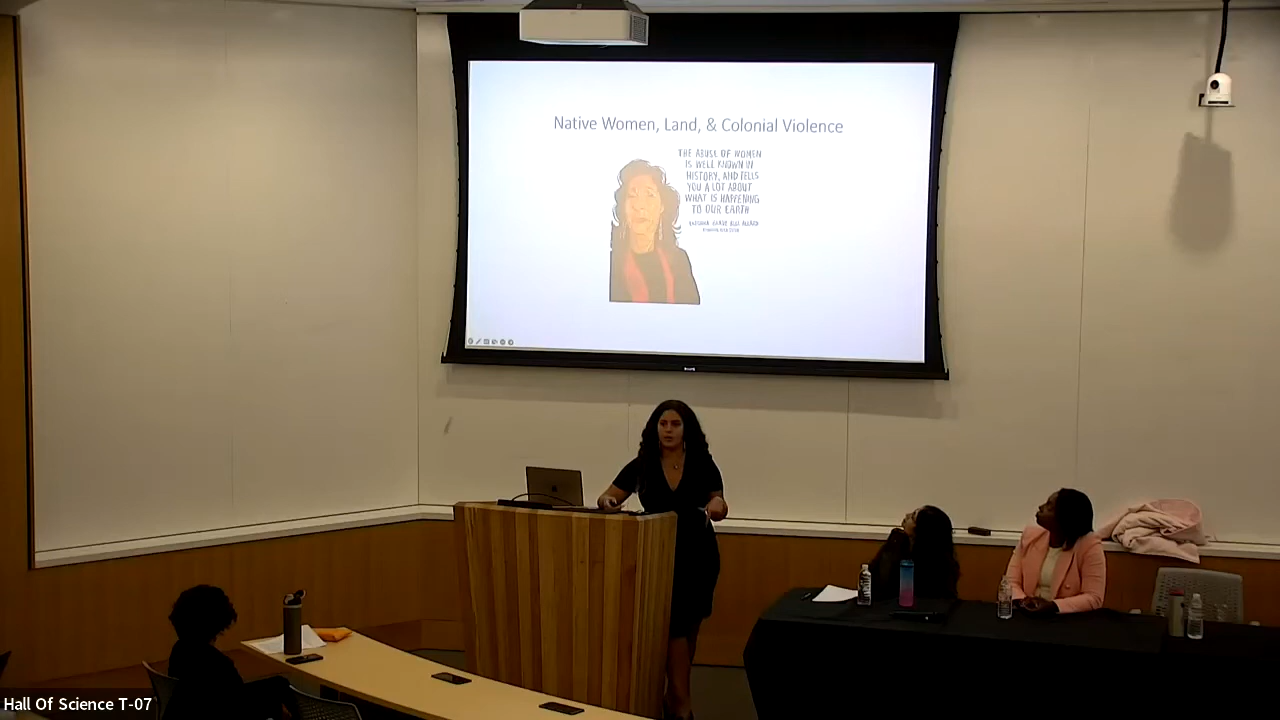 Native Women, Land, & Colonial Violence
THE ABUSE OF WOMEN
IS WELL KNOWN IN
HISTORY, AND TELLS
YOU A LOT ABOUT
WHAT IS HAPPENING
TO OUR EARTH
Hall Of Science T-07